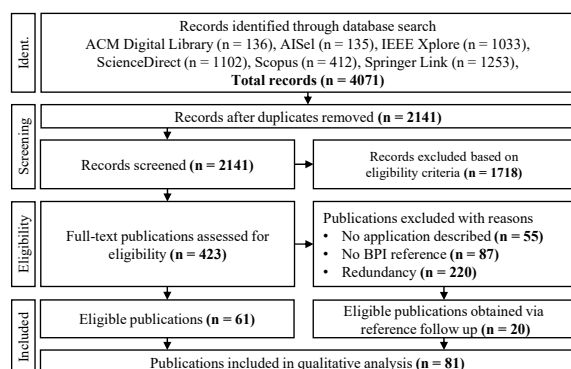 Ident.
Records identified through database search
ACM Digital Library (n = 136), AISel (n = 135), IEEE Xplore (n = 1033),
ScienceDirect (n = 1102), Scopus (n = 412), Springer Link (n = 1253),
Total records (n = 4071)
Screening
Records after duplicates removed (n = 2141)
Records screened (n = 2141)
Records excluded based on
eligibility criteria (n = 1718)
Eligibility
Full-text publications assessed for
eligibility (n = 423)
Publications excluded with reasons
• No application described (n = 55)
• No BPI reference (n = 87)
• Redundancy (n = 220)
Included
Eligible publications (n = 61)
Eligible publications obtained via
reference follow up (n = 20)
Publications included in qualitative analysis (n = 81)